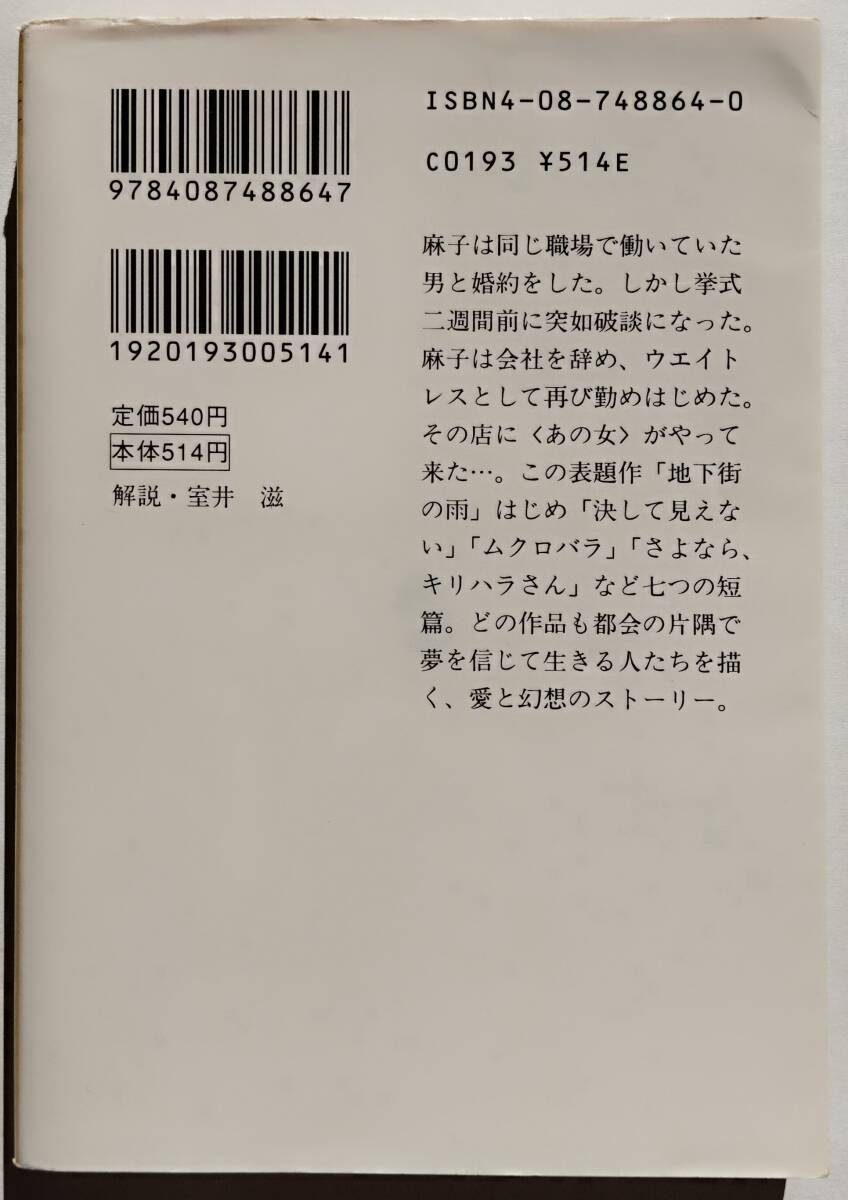 9784087488647
1920193005141
定価540円
本体514円
解説・室井　滋
ISBN4-08-748864-0
C0193 ¥514E
麻子は同じ職場で働いていた
男と婚約をした。しかし挙式
二週間前に突如破談になった。
麻子は会社を辞め、ウエイト
レスとして再び勤めはじめた。
その店に〈あの女〉がやって
来た…。この表題作「地下街
の雨」はじめ「決して見えな
い」「ムクロバラ」「さよなら、
キリハラさん」など七つの短
篇。どの作品も都会の片隅で
夢を信じて生きる人たちを描
く、愛と幻想のストーリー。